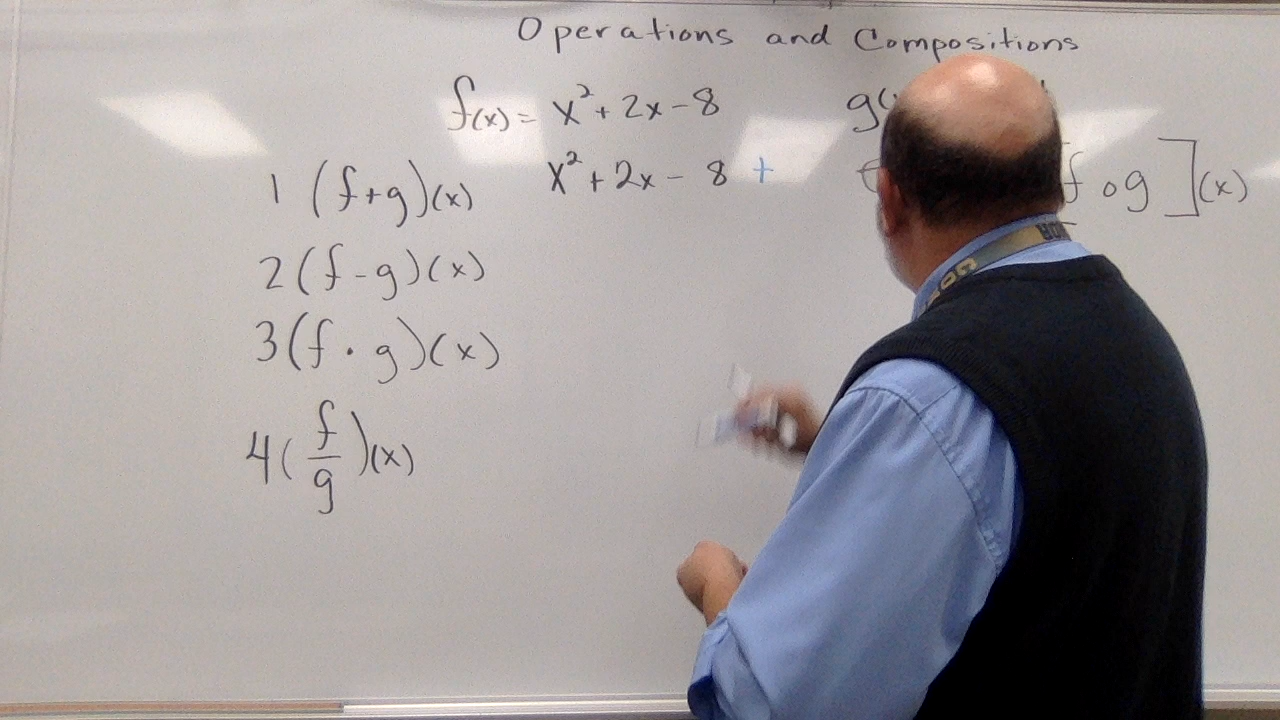 Operations and Compositions
f(x) = x² + 2x - 8 g(
1 (f+g)(x) x² + 2x - 8 + f o g ](x)
2 (f-g)(x)
3 (f · g)(x)
4 (f/g)(x)